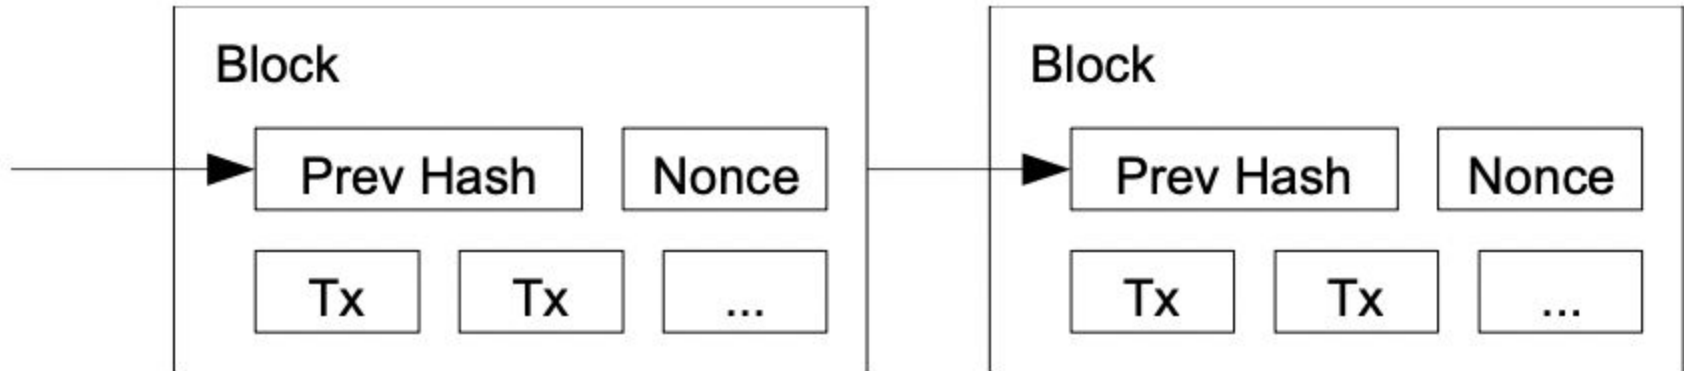 Block Block
Prev Hash Nonce Prev Hash Nonce
Tx Tx ... Tx Tx ...